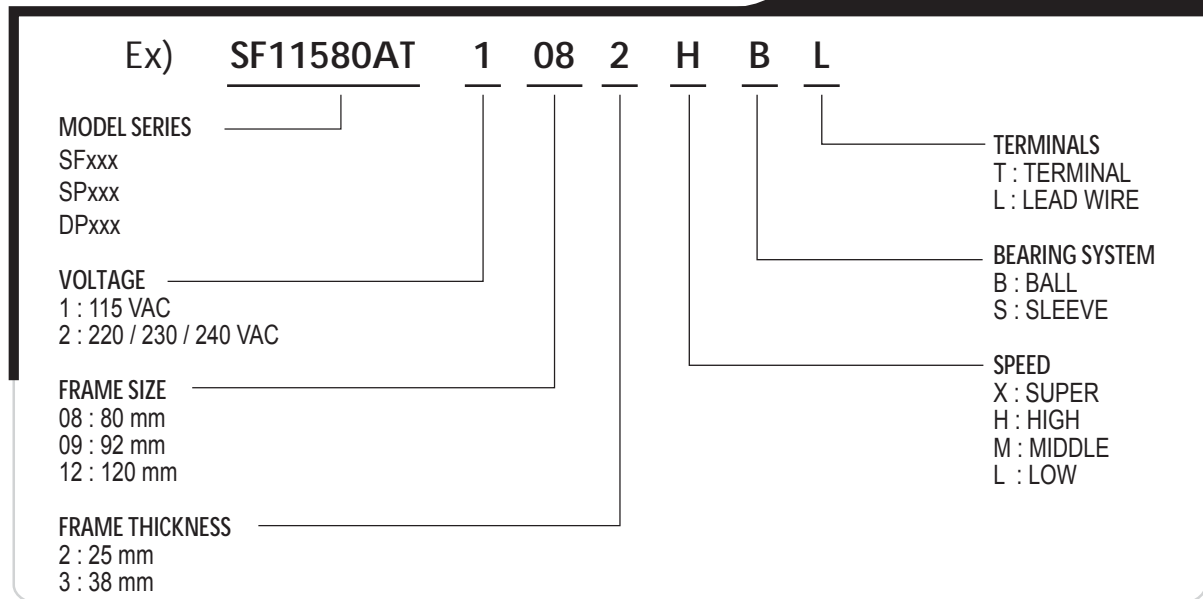 Ex) SF11580AT 1 08 2 H B L
MODEL SERIES
SFxxx
SPxxx
DPxxx
VOLTAGE
1 : 115 VAC
2 : 220 / 230 / 240 VAC
FRAME SIZE
08 : 80 mm
09 : 92 mm
12 : 120 mm
FRAME THICKNESS
2 : 25 mm
3 : 38 mm
TERMINALS
T : TERMINAL
L : LEAD WIRE
BEARING SYSTEM
B : BALL
S : SLEEVE
SPEED
X : SUPER
H : HIGH
M : MIDDLE
L : LOW